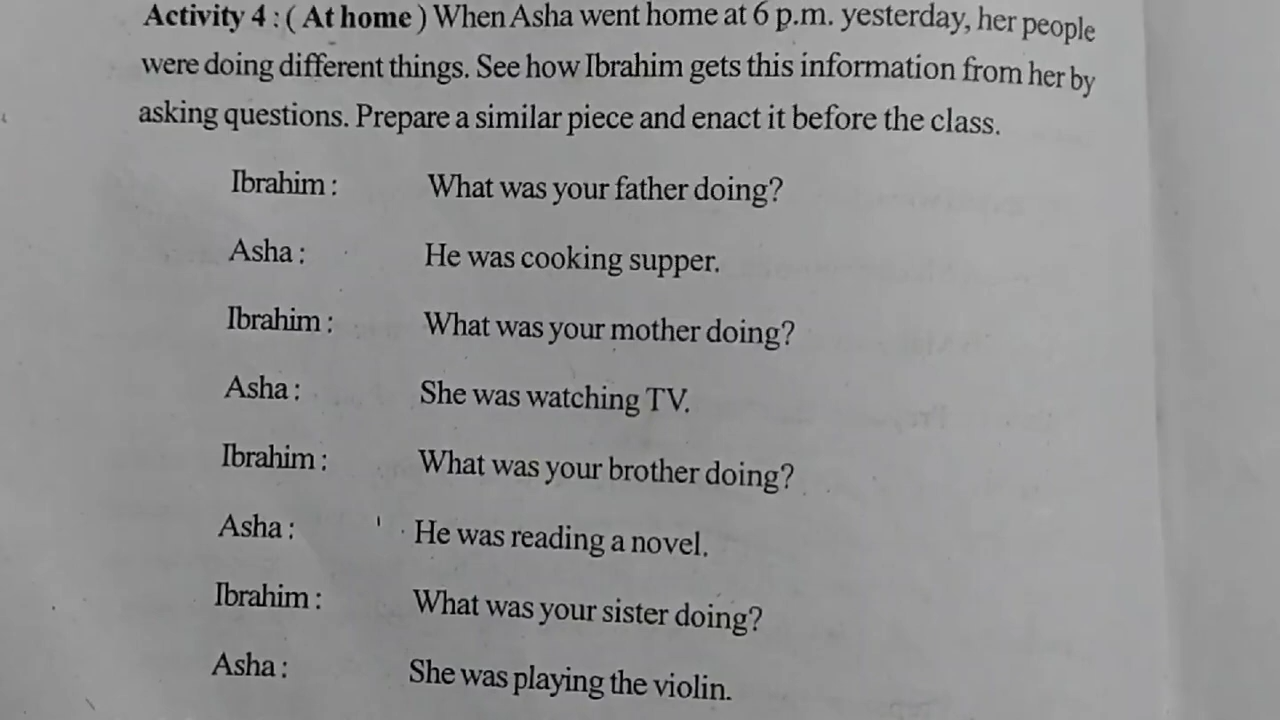 Activity 4 : ( At home ) When Asha went home at 6 p.m. yesterday, her people
were doing different things. See how Ibrahim gets this information from her by
asking questions. Prepare a similar piece and enact it before the class.
Ibrahim : What was your father doing?
Asha : He was cooking supper.
Ibrahim : What was your mother doing?
Asha : She was watching TV.
Ibrahim : What was your brother doing?
Asha : He was reading a novel.
Ibrahim : What was your sister doing?
Asha : She was playing the violin.